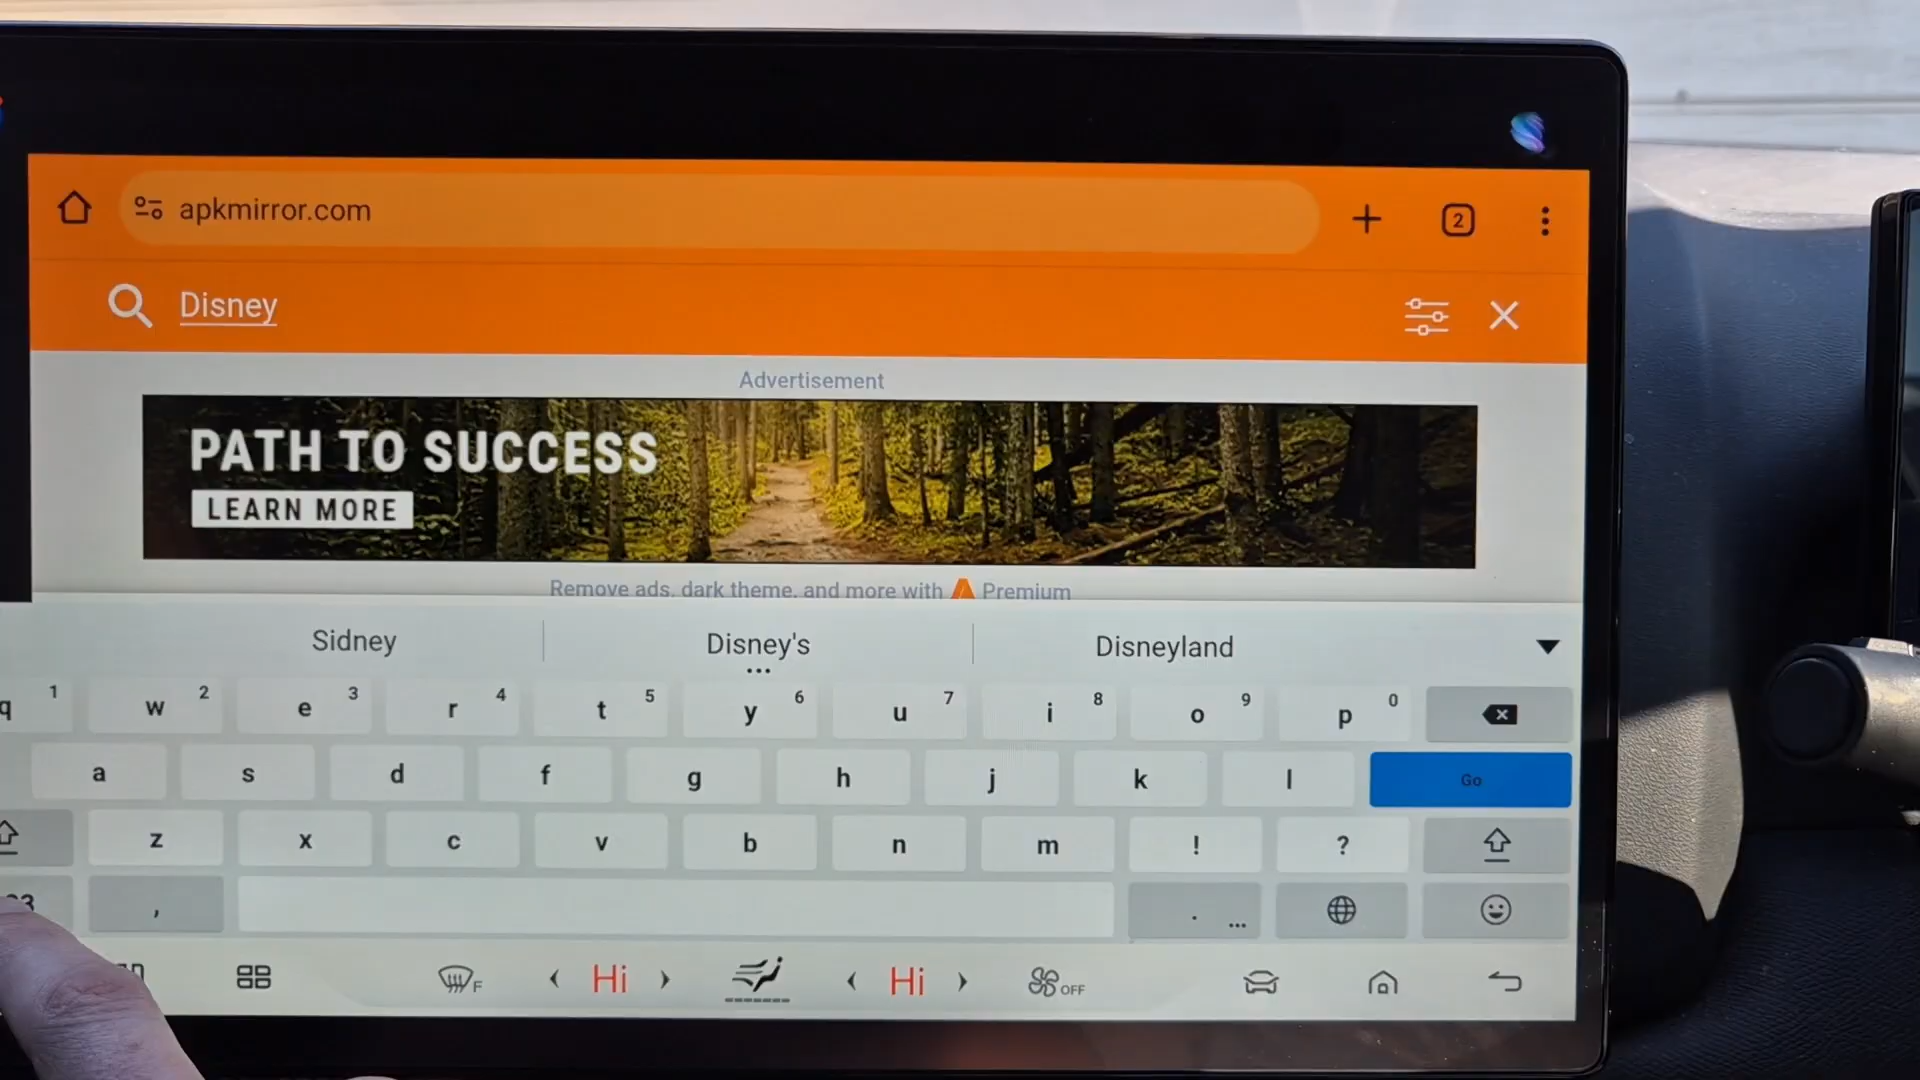 apkmirror.com
2
Disney
Advertisement
PATH TO SUCCESS
LEARN MORE
Remove ads, dark theme, and more with Premium
Sidney Disney's Disneyland
q 1 w 2 e 3 r 4 t 5 y 6 u 7 i 8 o 9 p 0
a s d f g h j k l Go
z x c v b n m ! ?
, . ...
F Hi Hi OFF